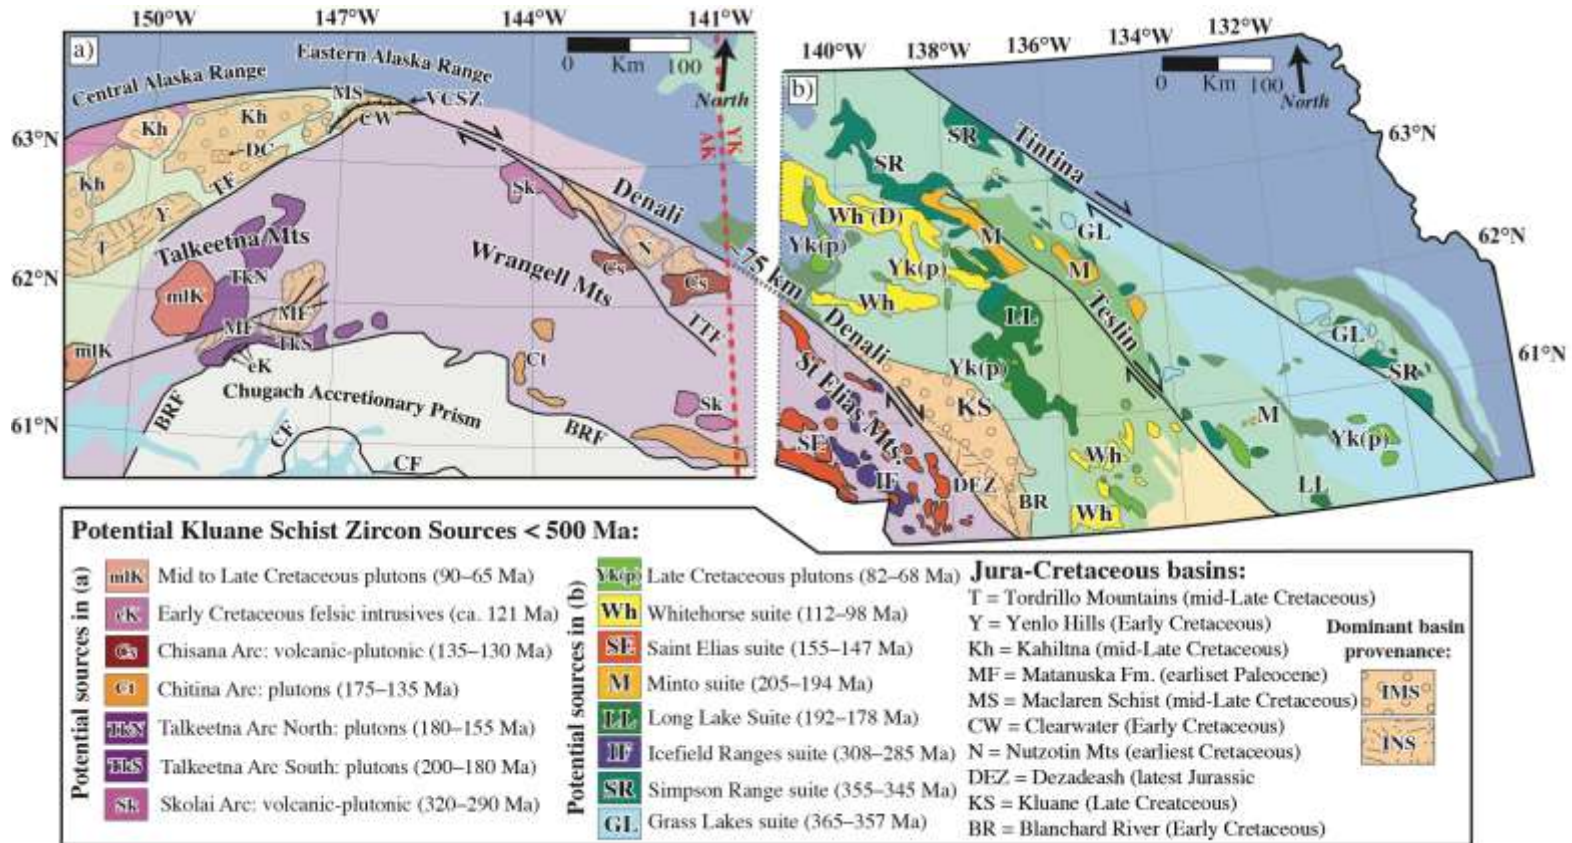 150°W 147°W 144°W 141°W
a)
Central Alaska Range
Eastern Alaska Range
0 Km 100
North
63°N
62°N
61°N
Kh
Kh
Kh
DC
MS
VCSZ
CW
TF
Y
T
Talkeetna Mts
TkN
mlK
mlK
MF
MF
TkS
eK
Sk
Denali
YK
AK
N
Cs
Cs
Wrangell Mts
TTF
Ct
Sk
BRF
BRF
Chugach Accretionary Prism
CF
CF
~75 km
140°W 138°W 136°W 134°W 132°W
b)
0 Km 100
North
63°N
62°N
61°N
SR
SR
Tintina
Wh (D)
Yk(p)
Yk(p)
Wh
M
GL
M
Teslin
LL
Denali
Yk(p)
KS
St Elias Mts.
SE
IF
DEZ
BR
Wh
Wh
GL
SR
M
Yk(p)
LL
Potential Kluane Schist Zircon Sources < 500 Ma:
Potential sources in (a)
mlK Mid to Late Cretaceous plutons (90–65 Ma)
eK Early Cretaceous felsic intrusives (ca. 121 Ma)
Cs Chisana Arc: volcanic-plutonic (135–130 Ma)
Ct Chitina Arc: plutons (175–135 Ma)
TkN Talkeetna Arc North: plutons (180–155 Ma)
TkS Talkeetna Arc South: plutons (200–180 Ma)
Sk Skolai Arc: volcanic-plutonic (320–290 Ma)
Potential sources in (b)
Yk(p) Late Cretaceous plutons (82–68 Ma)
Wh Whitehorse suite (112–98 Ma)
SE Saint Elias suite (155–147 Ma)
M Minto suite (205–194 Ma)
LL Long Lake Suite (192–178 Ma)
IF Icefield Ranges suite (308–285 Ma)
SR Simpson Range suite (355–345 Ma)
GL Grass Lakes suite (365–357 Ma)
Jura-Cretaceous basins:
T = Tordrillo Mountains (mid-Late Cretaceous)
Y = Yenlo Hills (Early Cretaceous)
Kh = Kahiltna (mid-Late Cretaceous)
MF = Matanuska Fm. (earliset Paleocene)
MS = Maclaren Schist (mid-Late Cretaceous)
CW = Clearwater (Early Cretaceous)
N = Nutzotin Mts (earliest Cretaceous)
DEZ = Dezadeash (latest Jurassic
KS = Kluane (Late Creatceous)
BR = Blanchard River (Early Cretaceous)
Dominant basin
provenance:
IMS
INS